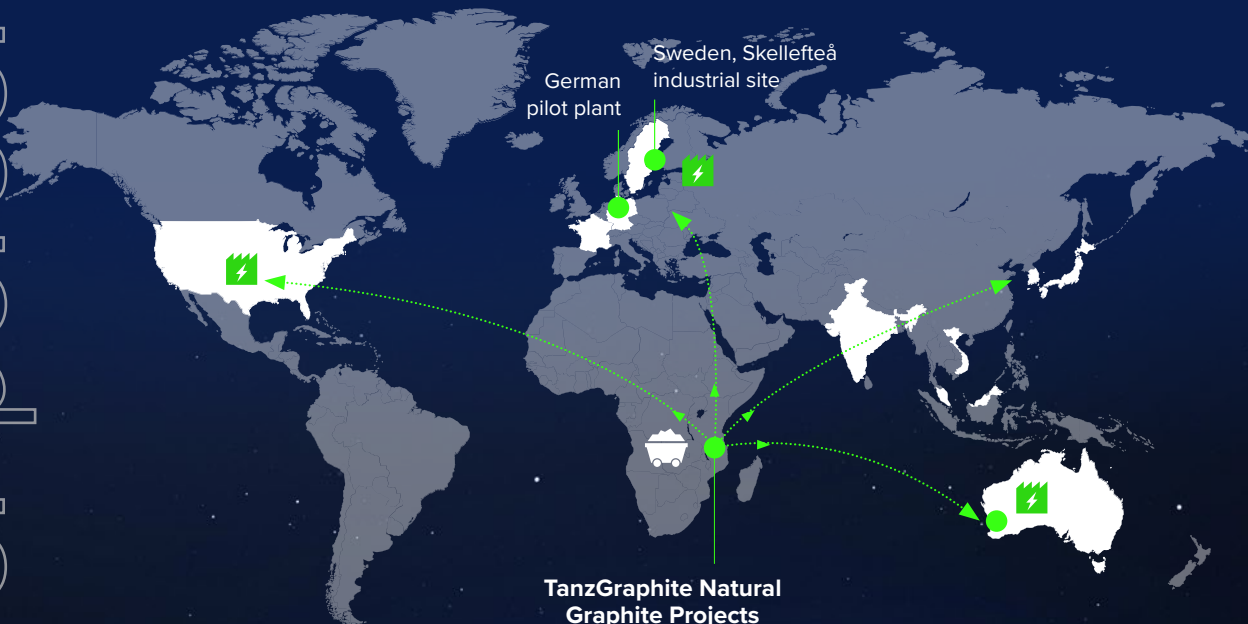 Sweden, Skellefteå
industrial site
German
pilot plant
TanzGraphite Natural
Graphite Projects